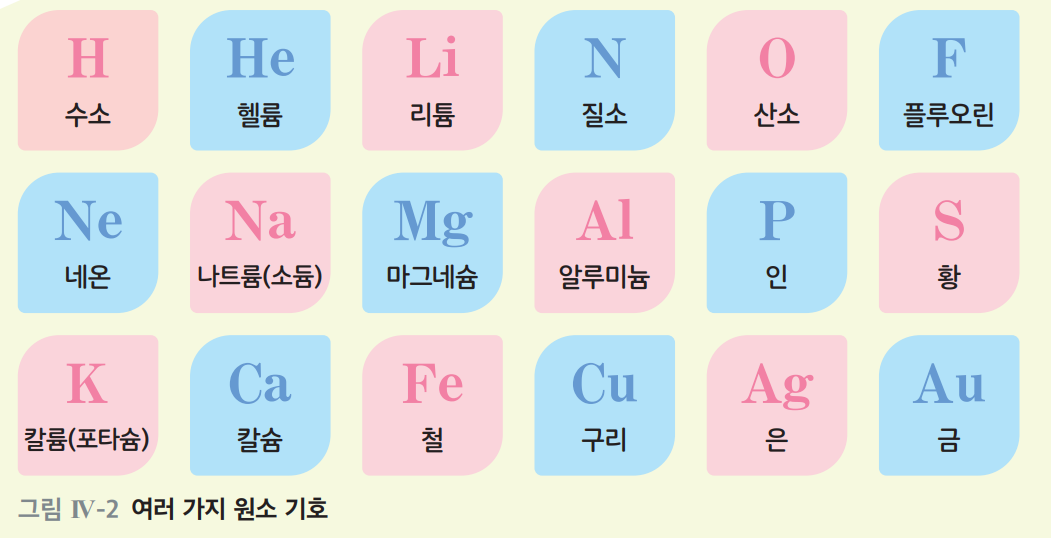 H He Li N O F
수소 헬륨 리튬 질소 산소 플루오린
Ne Na Mg Al P S
네온 나트륨(소듐) 마그네슘 알루미늄 인 황
K Ca Fe Cu Ag Au
칼륨(포타슘) 칼슘 철 구리 은 금
그림 Ⅳ-2 여러 가지 원소 기호